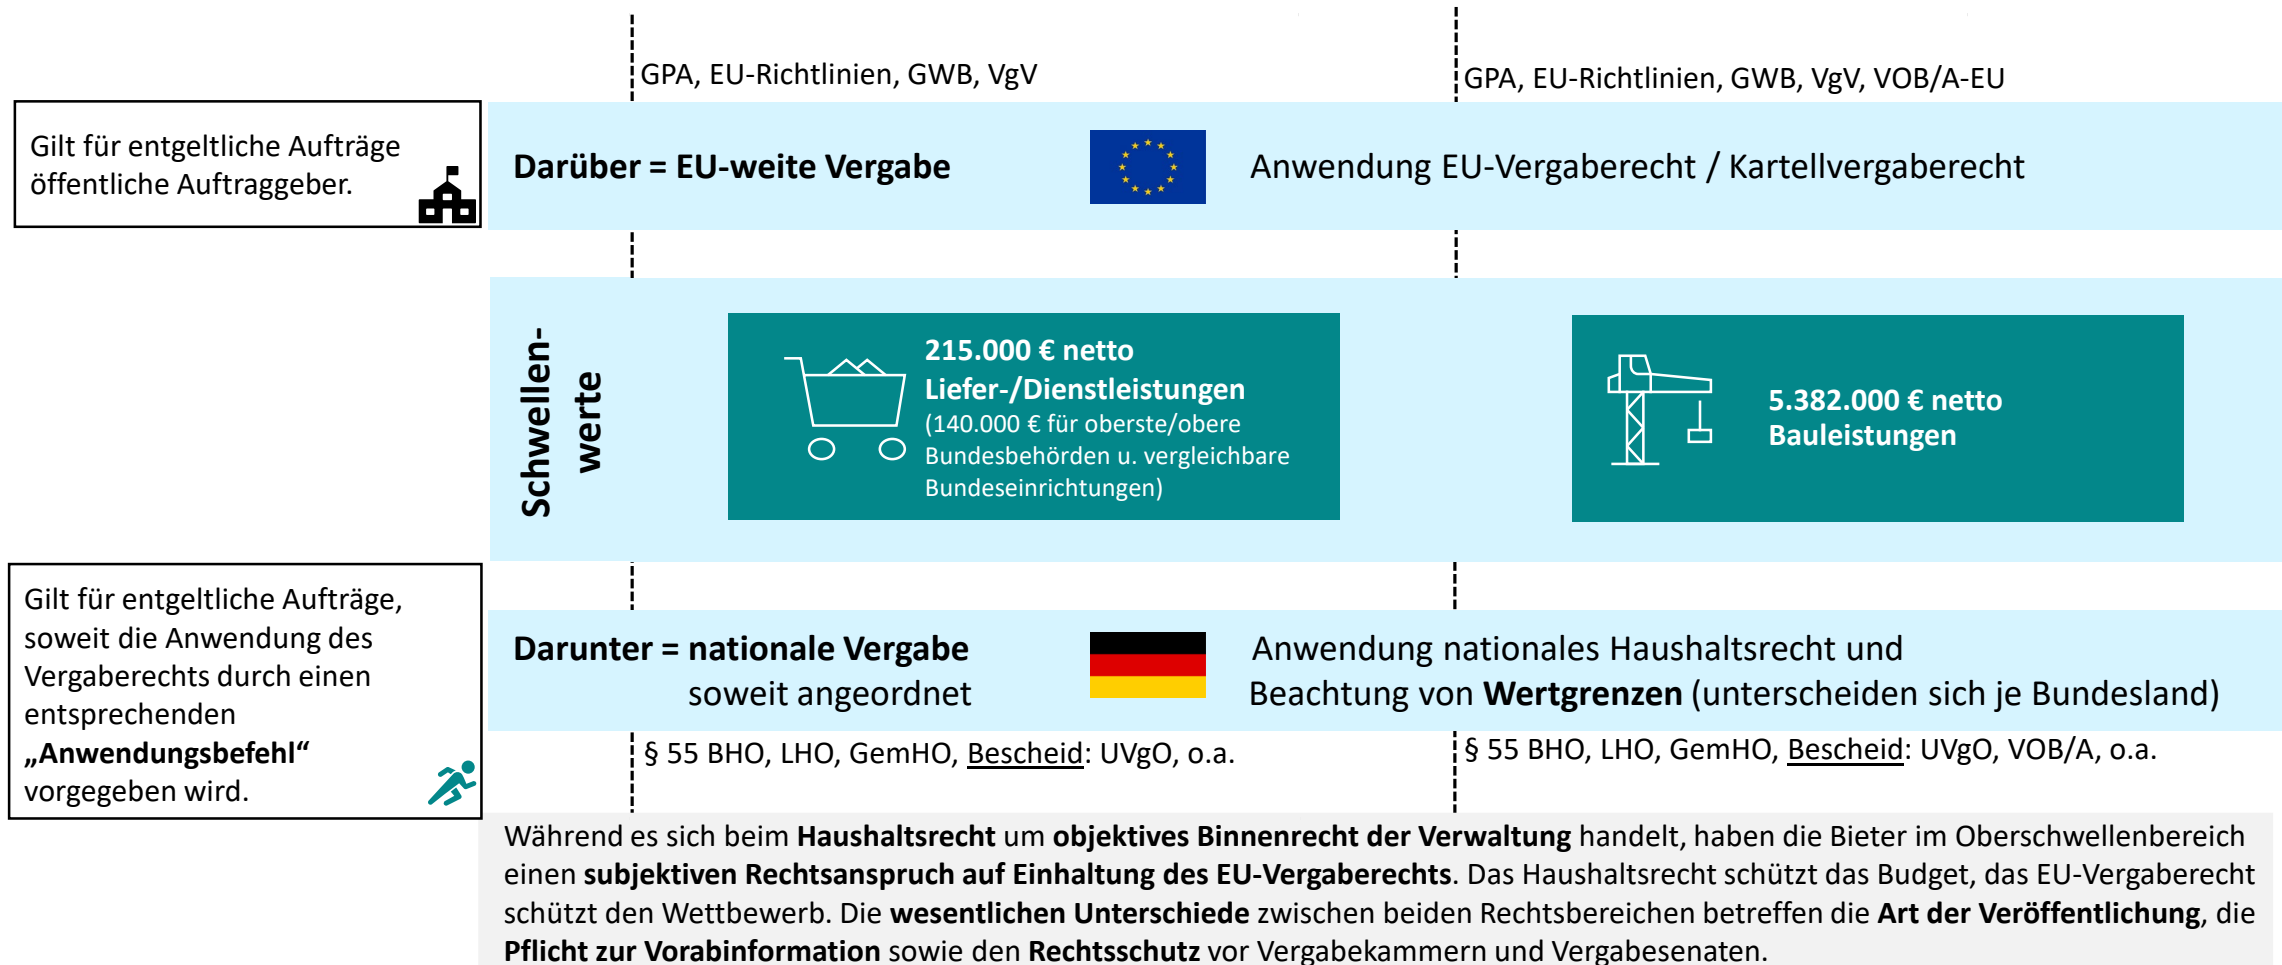 GPA, EU-Richtlinien, GWB, VgV
GPA, EU-Richtlinien, GWB, VgV, VOB/A-EU
Gilt für entgeltliche Aufträge
öffentliche Auftraggeber.
Darüber = EU-weite Vergabe
Anwendung EU-Vergaberecht / Kartellvergaberecht
Schwellen-
werte
215.000 € netto
Liefer-/Dienstleistungen
(140.000 € für oberste/obere
Bundesbehörden u. vergleichbare
Bundeseinrichtungen)
5.382.000 € netto
Bauleistungen
Gilt für entgeltliche Aufträge,
soweit die Anwendung des
Vergaberechts durch einen
entsprechenden
„Anwendungsbefehl“
vorgegeben wird.
Darunter = nationale Vergabe
soweit angeordnet
Anwendung nationales Haushaltsrecht und
Beachtung von Wertgrenzen (unterscheiden sich je Bundesland)
§ 55 BHO, LHO, GemHO, Bescheid: UVgO, o.a.
§ 55 BHO, LHO, GemHO, Bescheid: UVgO, VOB/A, o.a.
Während es sich beim Haushaltsrecht um objektives Binnenrecht der Verwaltung handelt, haben die Bieter im Oberschwellenbereich
einen subjektiven Rechtsanspruch auf Einhaltung des EU-Vergaberechts. Das Haushaltsrecht schützt das Budget, das EU-Vergaberecht
schützt den Wettbewerb. Die wesentlichen Unterschiede zwischen beiden Rechtsbereichen betreffen die Art der Veröffentlichung, die
Pflicht zur Vorabinformation sowie den Rechtsschutz vor Vergabekammern und Vergabesenaten.